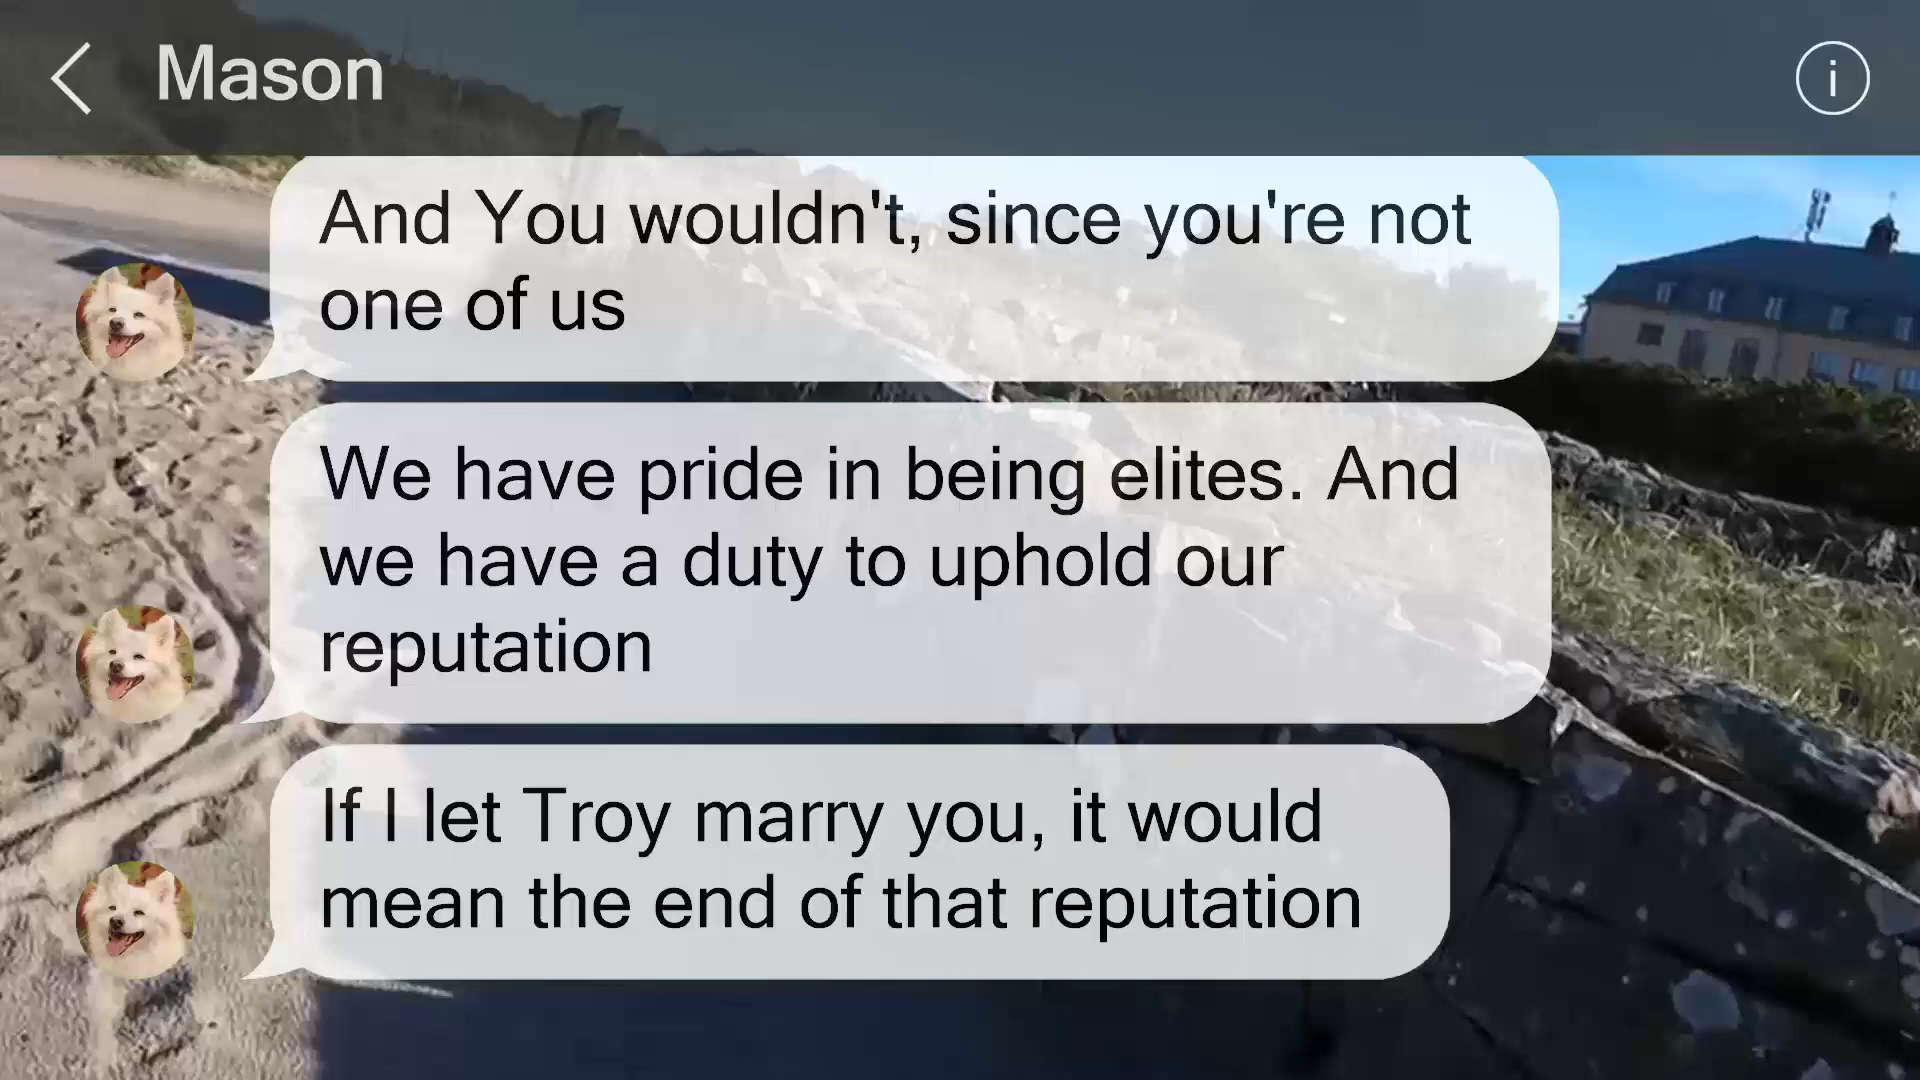 Mason
And You wouldn't, since you're not
one of us
We have pride in being elites. And
we have a duty to uphold our
reputation
If I let Troy marry you, it would
mean the end of that reputation